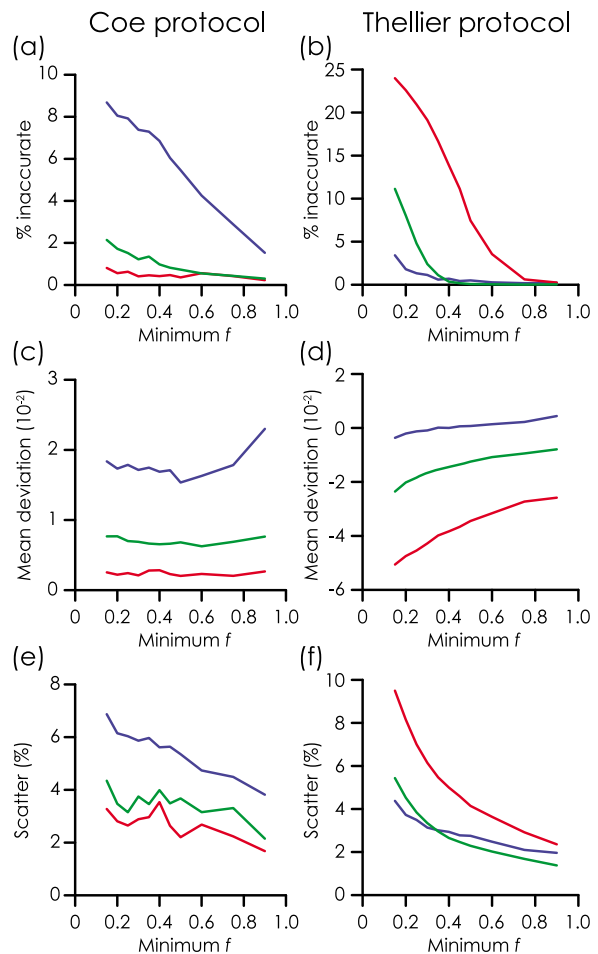 Coe protocol
Thellier protocol
(a)
(b)
10
8
6
4
2
0
% inaccurate
0 0.2 0.4 0.6 0.8 1.0
Minimum f
25
20
15
10
5
0
% inaccurate
0 0.2 0.4 0.6 0.8 1.0
Minimum f
(c)
(d)
3
2
1
0
Mean deviation (10-2)
0 0.2 0.4 0.6 0.8 1.0
Minimum f
2
0
-2
-4
-6
Mean deviation (10-2)
0 0.2 0.4 0.6 0.8 1.0
Minimum f
(e)
(f)
8
6
4
2
0
Scatter (%)
0 0.2 0.4 0.6 0.8 1.0
Minimum f
10
8
6
4
2
0
Scatter (%)
0 0.2 0.4 0.6 0.8 1.0
Minimum f